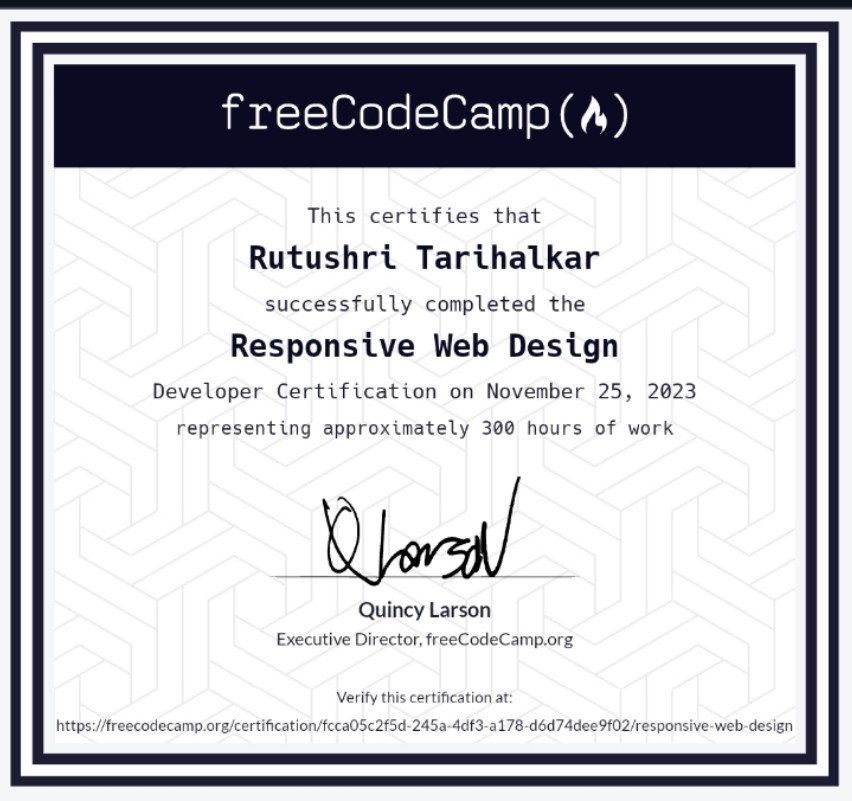 freeCodeCamp(🔥)
This certifies that
Rutushri Tarihalkar
successfully completed the
Responsive Web Design
Developer Certification on November 25, 2023
representing approximately 300 hours of work
QLarson
Quincy Larson
Executive Director, freeCodeCamp.org
Verify this certification at:
https://freecodecamp.org/certification/fcca05c2f5d-245a-4df3-a178-d6d74dee9f02/responsive-web-design